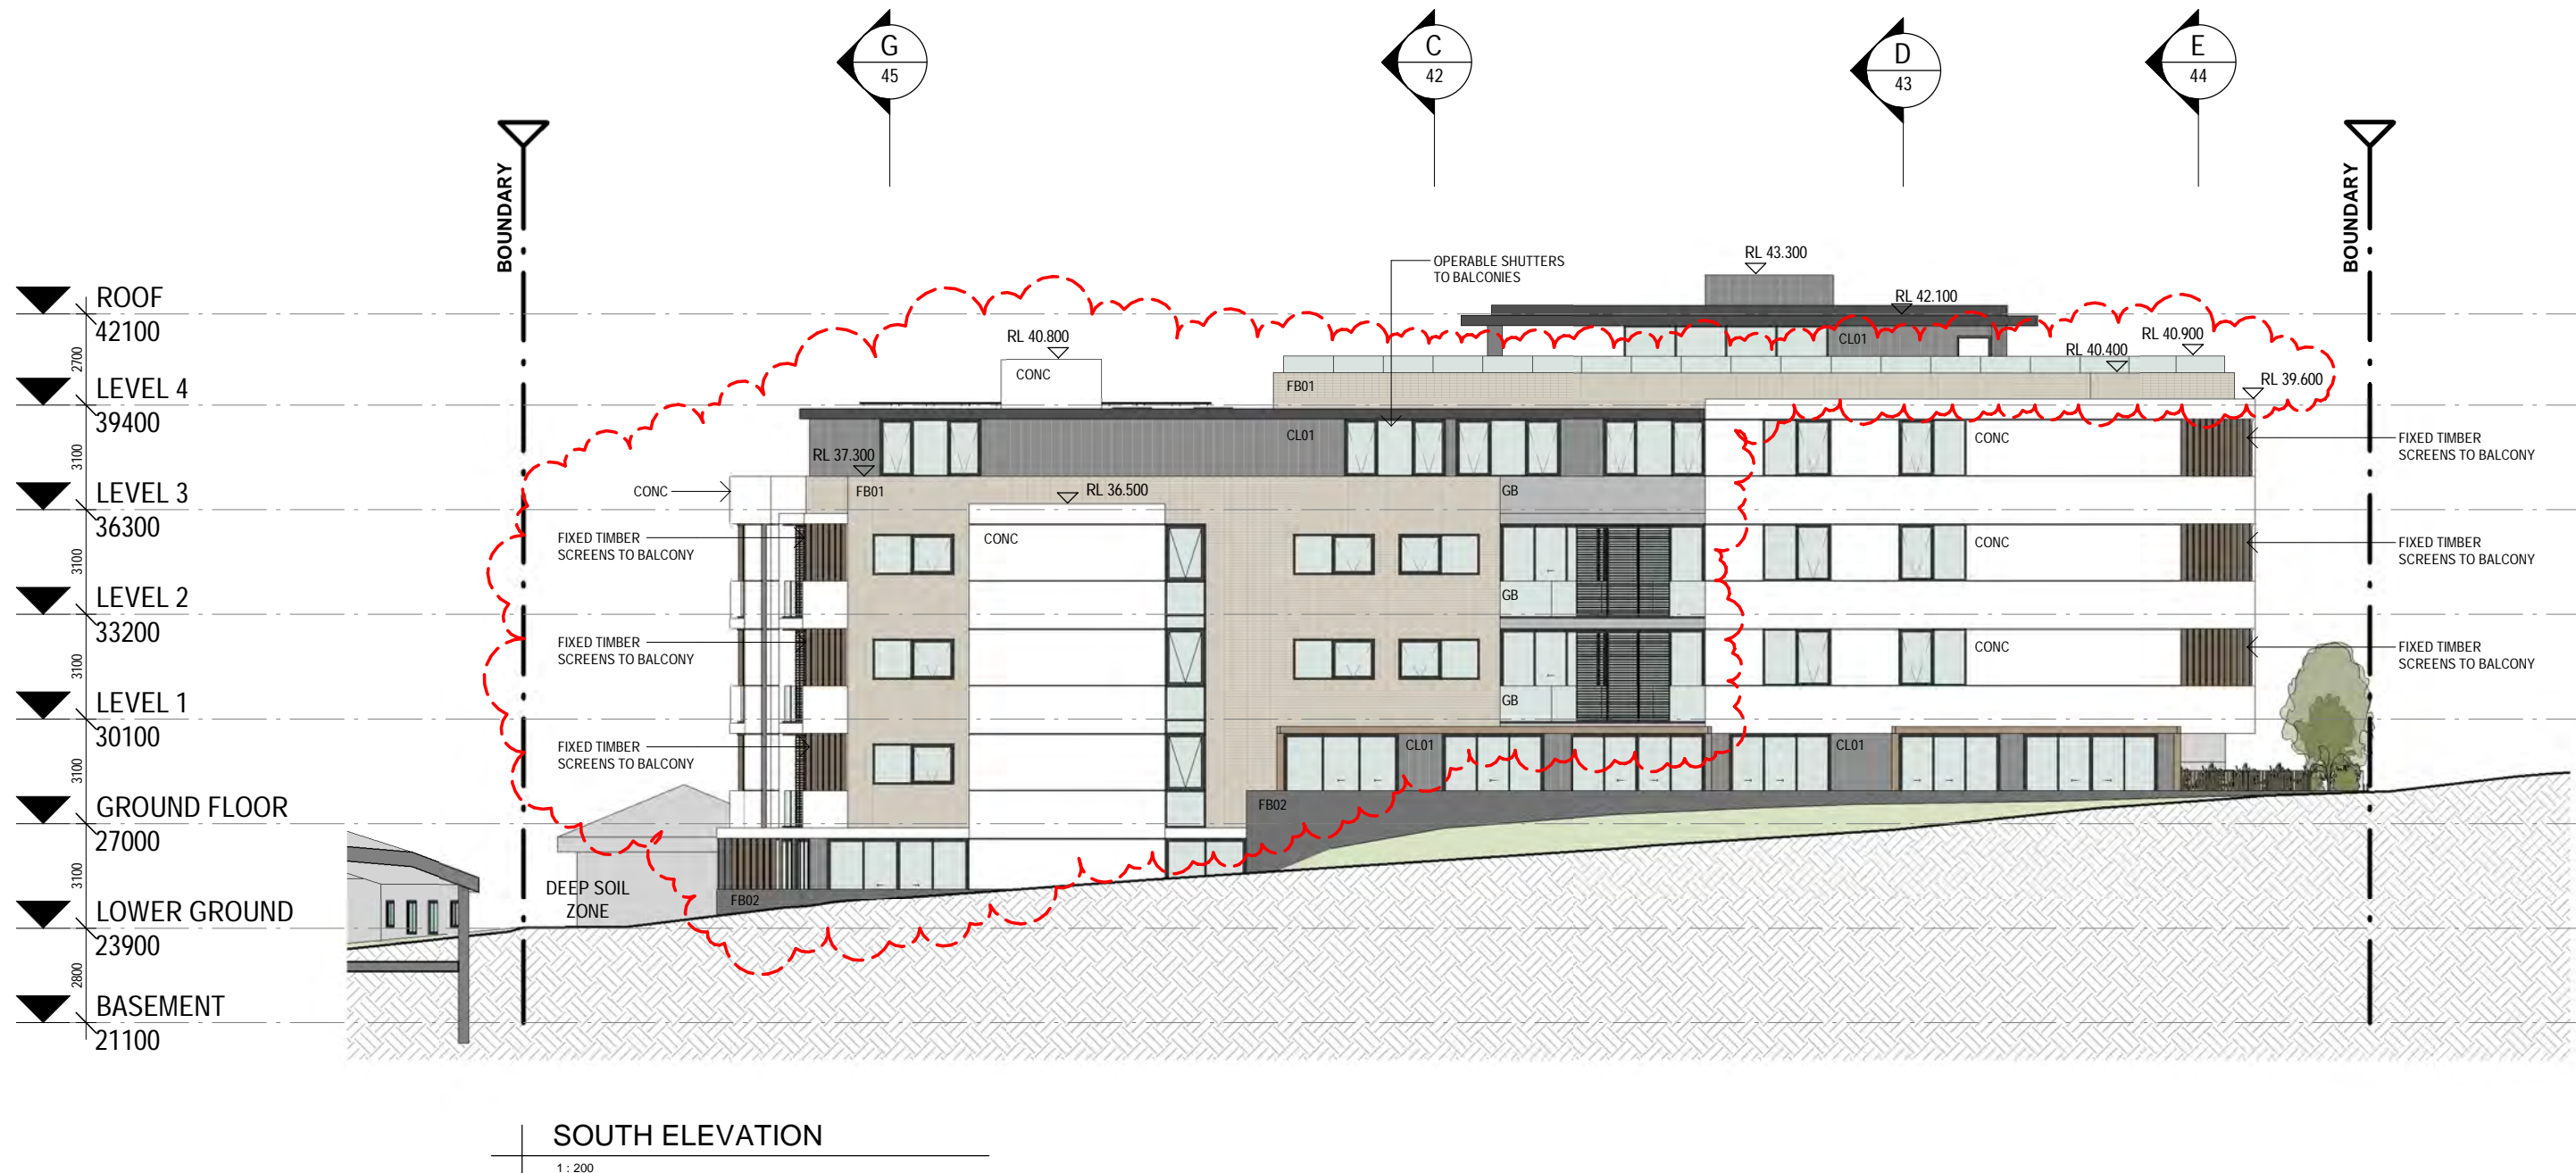 G
45
C
42
D
43
E
44
BOUNDARY
BOUNDARY
ROOF
42100
2700
LEVEL 4
39400
3100
LEVEL 3
36300
3100
LEVEL 2
33200
3100
LEVEL 1
30100
3100
GROUND FLOOR
27000
3100
LOWER GROUND
23900
2800
BASEMENT
21100
OPERABLE SHUTTERS
TO BALCONIES
RL 43.300
RL 42.100
RL 40.800
RL 40.900
RL 40.400
RL 39.600
CONC
CL01
FB01
CL01
RL 37.300
CONC
FB01
RL 36.500
GB
CONC
FIXED TIMBER
SCREENS TO BALCONY
FIXED TIMBER
SCREENS TO BALCONY
CONC
CONC
FIXED TIMBER
SCREENS TO BALCONY
GB
FIXED TIMBER
SCREENS TO BALCONY
CONC
FIXED TIMBER
SCREENS TO BALCONY
GB
FIXED TIMBER
SCREENS TO BALCONY
CL01
CL01
FB02
DEEP SOIL
ZONE
FB02
SOUTH ELEVATION
1 : 200